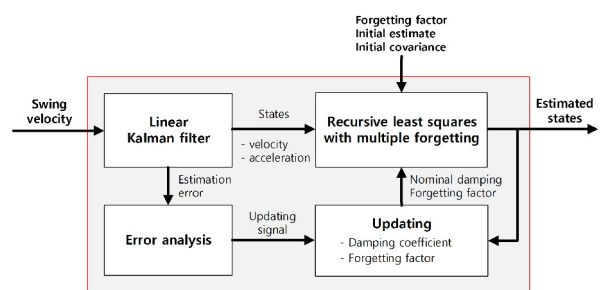 Forgetting factor
Initial estimate
Initial covariance
Swing
velocity
Linear
Kalman filter
States
- velocity
- acceleration
Recursive least squares
with multiple forgetting
Estimated
states
Estimation
error
Nominal damping
Forgetting factor
Error analysis
Updating
signal
Updating
- Damping coefficient
- Forgetting factor